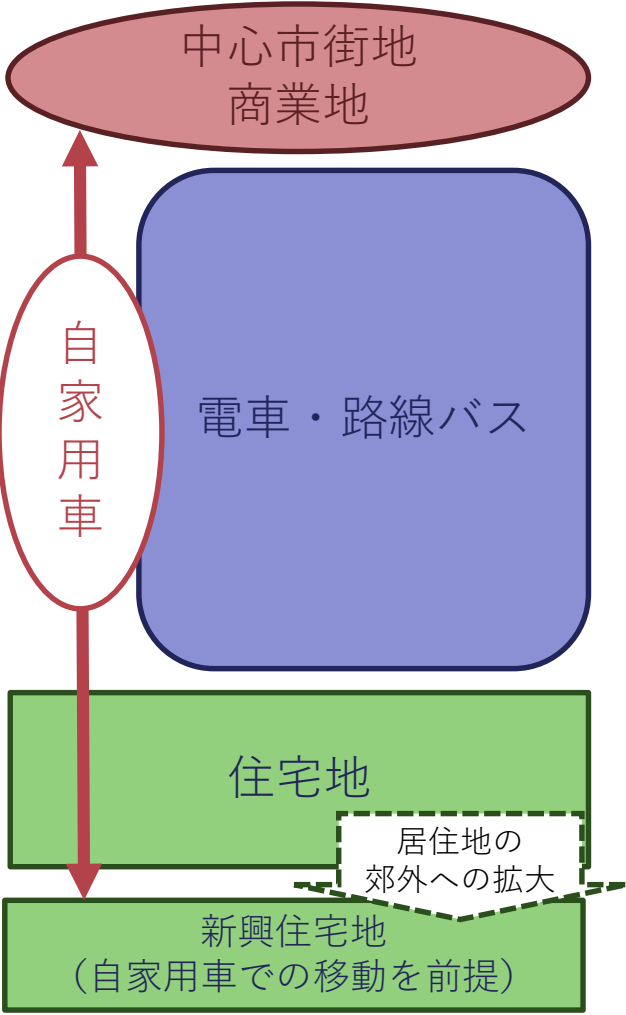 中心市街地
商業地
自家用車
電車・路線バス
住宅地
居住地の
郊外への拡大
新興住宅地
（自家用車での移動を前提）